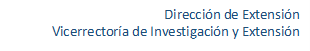 Dirección de Extensión
Vicerrectoría de Investigación y Extensión